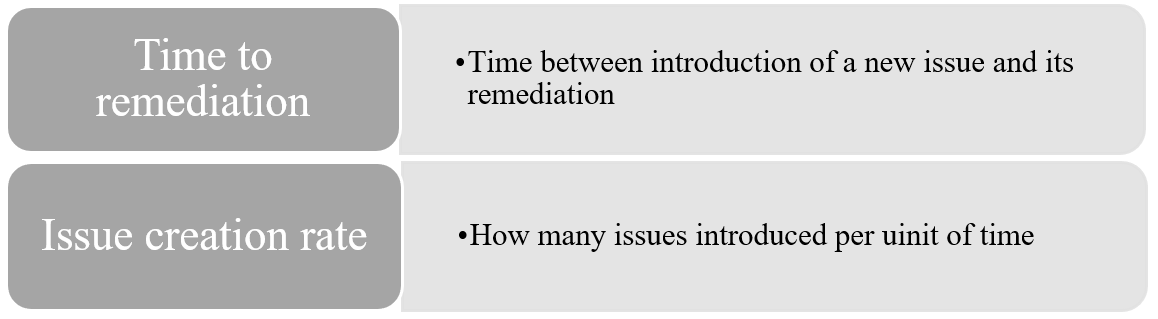 Time to
remediation
•Time between introduction of a new issue and its
remediation
Issue creation rate
•How many issues introduced per uinit of time